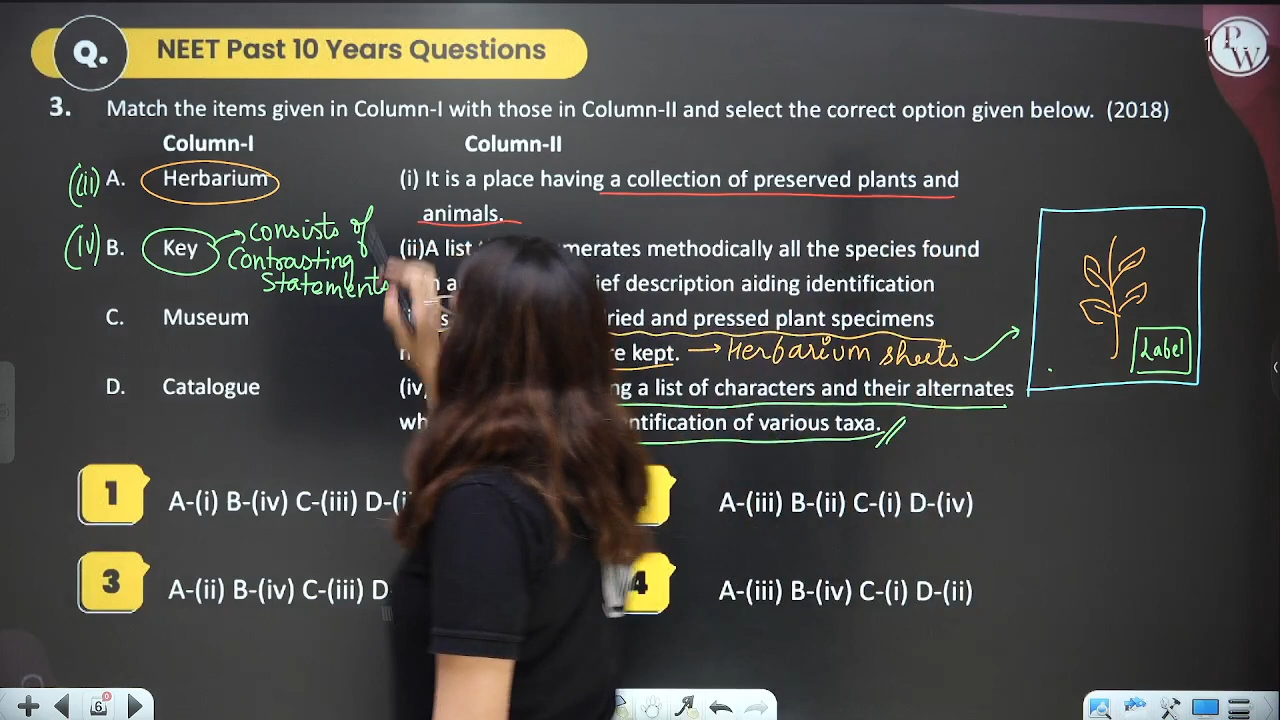 Q. NEET Past 10 Years Questions
PW
3. Match the items given in Column-I with those in Column-II and select the correct option given below. (2018)
Column-I Column-II
(ii) A. Herbarium (i) It is a place having a collection of preserved plants and
animals.
(iv) B. Key → consists of
Contrasting
Statements
(ii) A list merates methodically all the species found
ief description aiding identification
C. Museum ried and pressed plant specimens
re kept. → Herbarium sheets
Label
D. Catalogue (iv) g a list of characters and their alternates
wh ntification of various taxa.
1 A-(i) B-(iv) C-(iii) D-(i
A-(iii) B-(ii) C-(i) D-(iv)
3 A-(ii) B-(iv) C-(iii) D
4 A-(iii) B-(iv) C-(i) D-(ii)
6